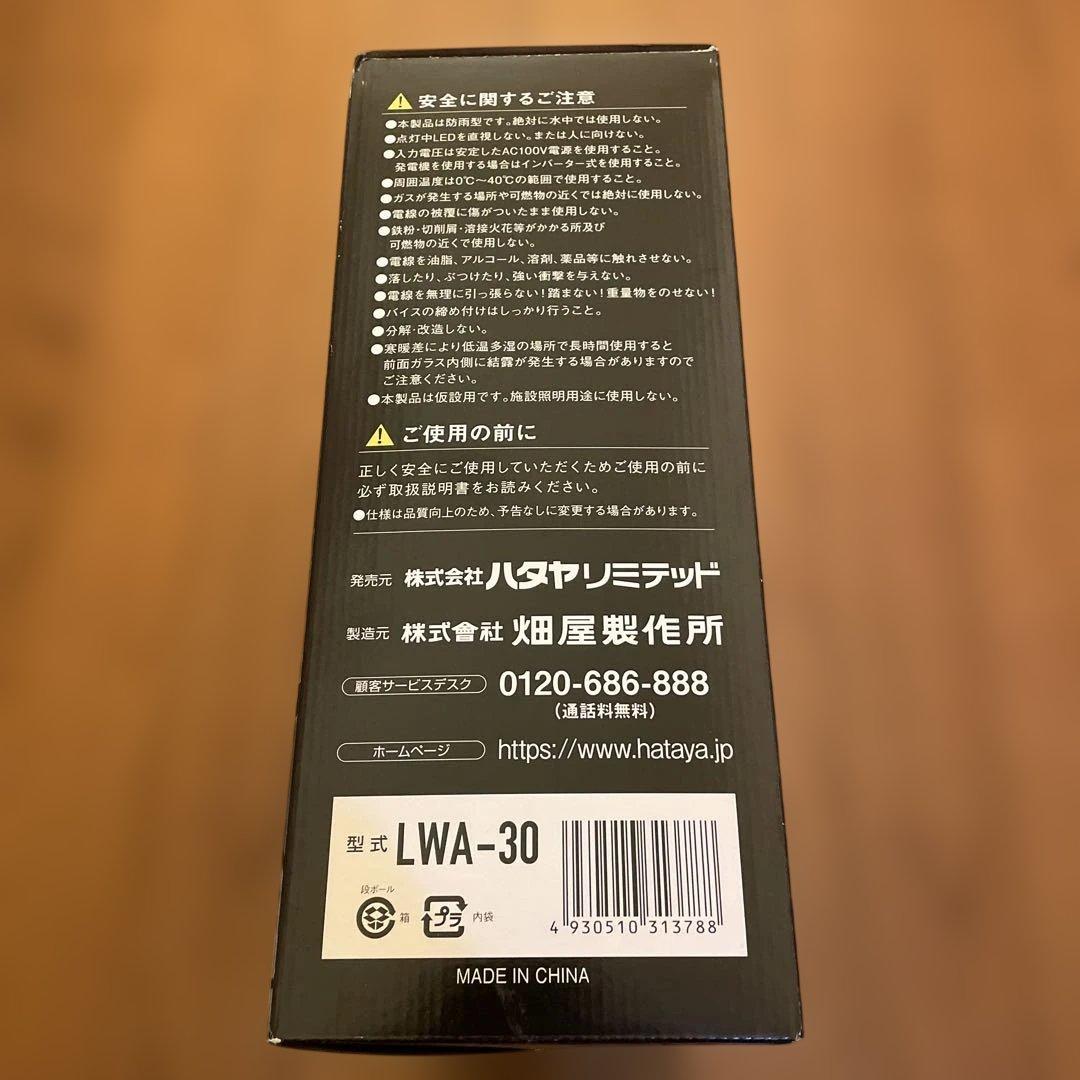 安全に関するご注意
●本製品は防雨型です。絶対に水中では使用しない。
●点灯中LEDを直視しない。または人に向けない。
●入力電圧は安定したAC100V電源を使用すること。
発電機を使用する場合はインバーター式を使用すること。
●周囲温度は0℃〜40℃の範囲で使用すること。
●ガスが発生する場所や可燃物の近くでは絶対に使用しない。
●電線の被覆に傷がついたまま使用しない。
●鉄粉・切削屑・溶接火花等がかかる所及び
可燃物の近くで使用しない。
●電線を油脂、アルコール、溶剤、薬品等に触れさせない。
●落したり、ぶつけたり、強い衝撃を与えない。
●電線を無理に引っ張らない！踏まない！重量物をのせない！
●バイスの締め付けはしっかり行うこと。
●分解・改造しない。
●寒暖差により低温多湿の場所で長時間使用すると
前面ガラス内側に結露が発生する場合がありますので
ご注意ください。
●本製品は仮設用です。施設照明用途に使用しない。
ご使用の前に
正しく安全にご使用していただくためご使用の前に
必ず取扱説明書をお読みください。
●仕様は品質向上のため、予告なしに変更する場合があります。
発売元 株式会社ハタヤリミテッド
製造元 株式會社 畑屋製作所
顧客サービスデスク 0120-686-888
（通話料無料）
ホームページ https://www.hataya.jp
型式 LWA-30
段ボール
箱 プラ 内袋
4 930510 313788
MADE IN CHINA